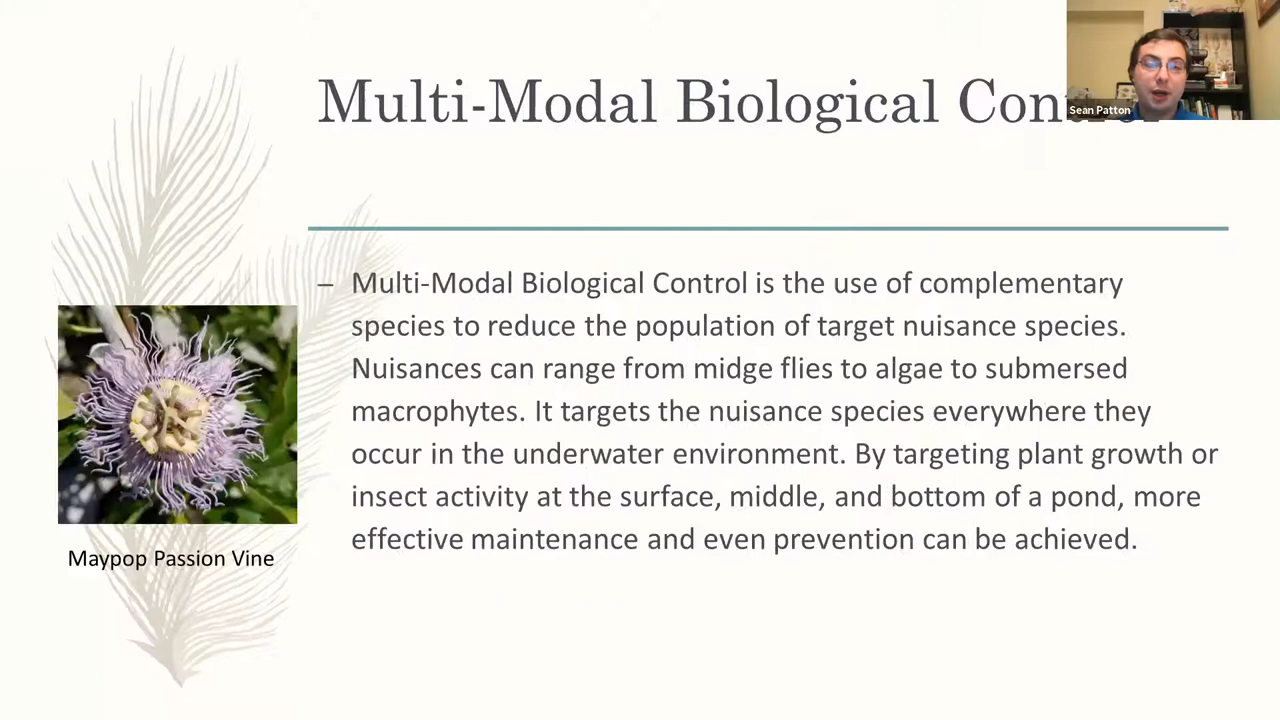 Multi-Modal Biological Control
Sean Patton
– Multi-Modal Biological Control is the use of complementary
species to reduce the population of target nuisance species.
Nuisances can range from midge flies to algae to submersed
macrophytes. It targets the nuisance species everywhere they
occur in the underwater environment. By targeting plant growth or
insect activity at the surface, middle, and bottom of a pond, more
effective maintenance and even prevention can be achieved.
Maypop Passion Vine